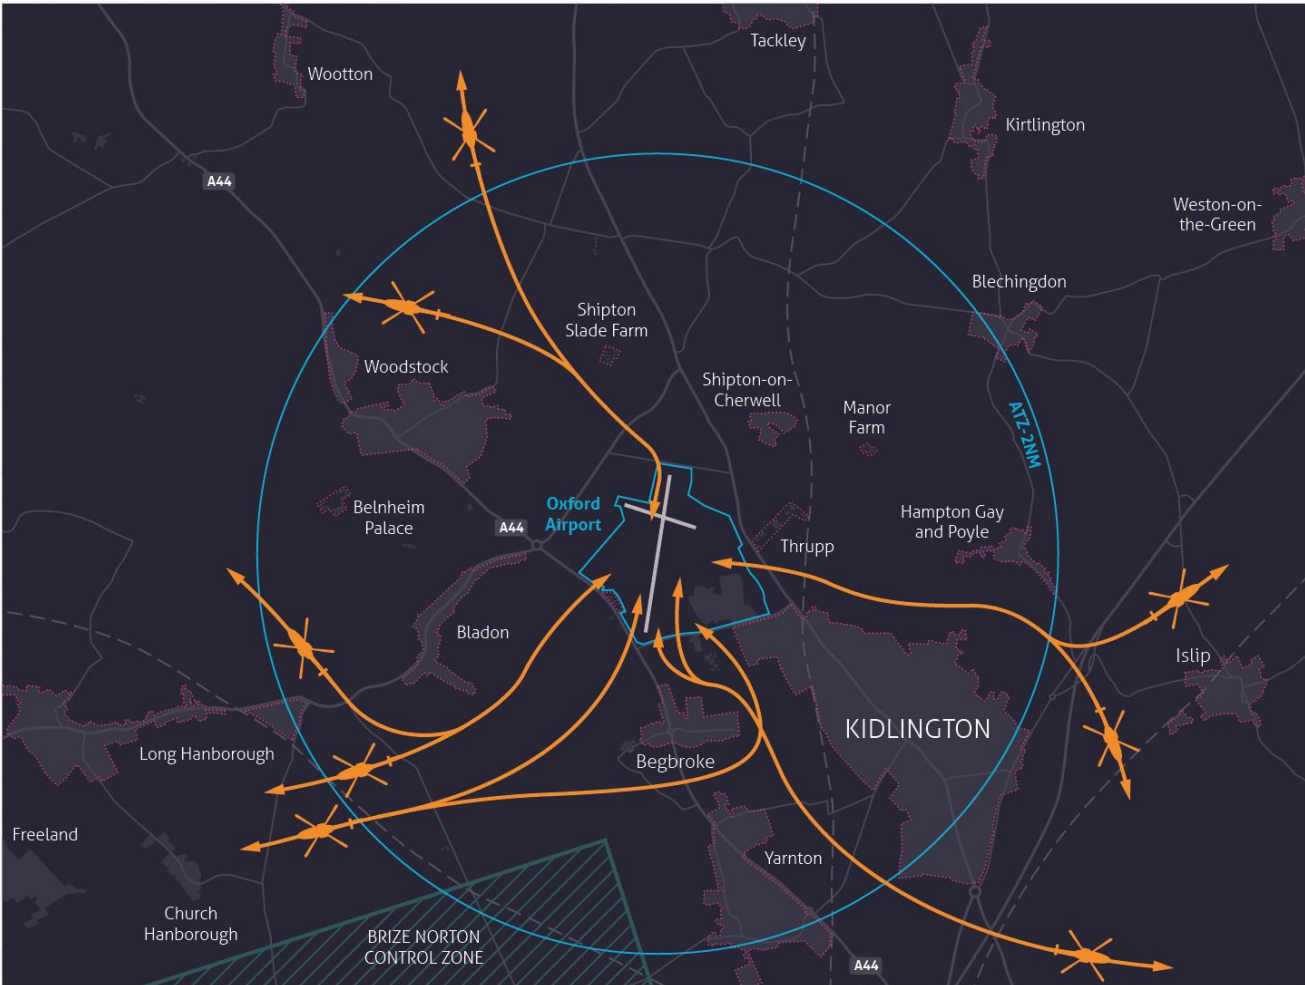 Tackley
Wootton
Kirtlington
A44
Weston-on-
the-Green
Blechingdon
Shipton
Slade Farm
Woodstock
Shipton-on-
Cherwell
Manor
Farm
ATZ-2NM
Belnheim
Palace
Oxford
Airport
A44
Hampton Gay
and Poyle
Thrupp
Bladon
Islip
KIDLINGTON
Long Hanborough
Begbroke
Freeland
Yarnton
Church
Hanborough
BRIZE NORTON
CONTROL ZONE
A44